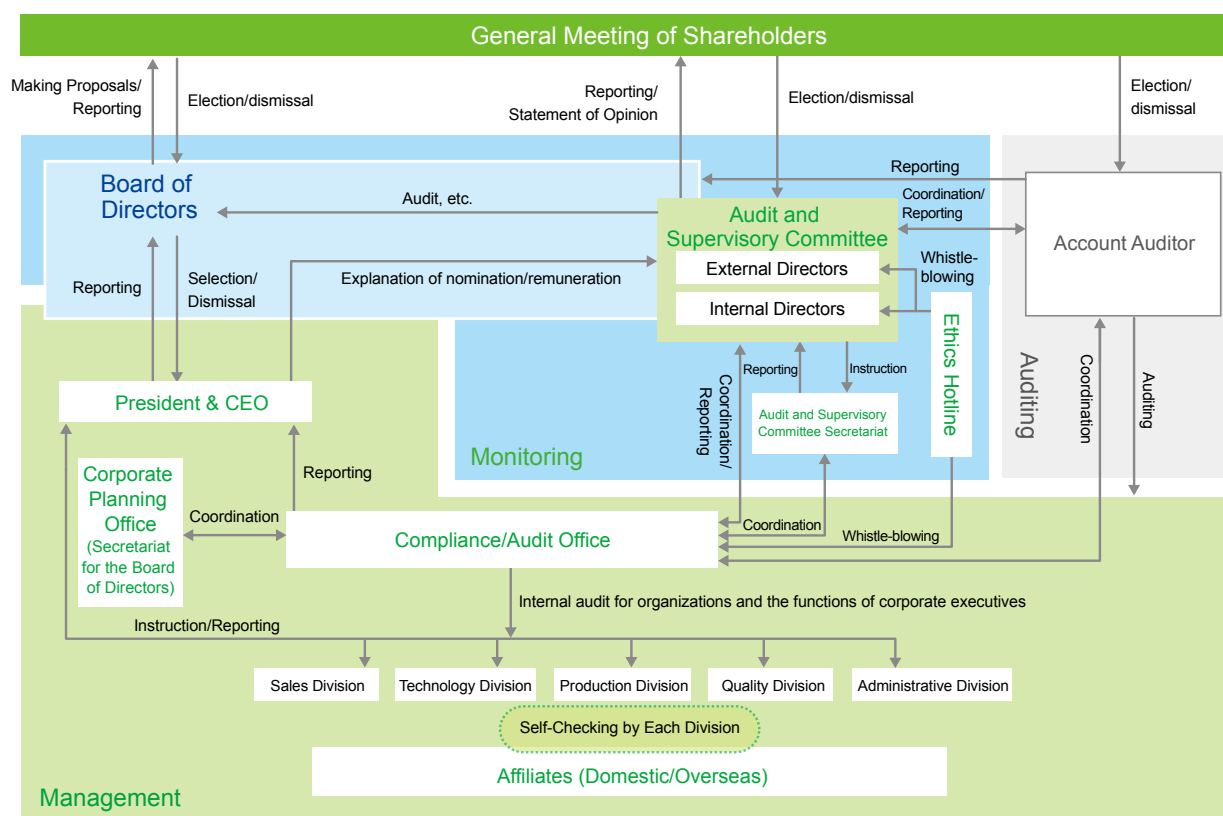 General Meeting of Shareholders
Making Proposals/
Reporting
Election/dismissal
Reporting/
Statement of Opinion
Election/dismissal
Election/
dismissal
Board of
Directors
Audit, etc.
Reporting
Coordination/
Reporting
Audit and
Supervisory Committee
External Directors
Internal Directors
Whistle-
blowing
Account Auditor
Reporting
Selection/
Dismissal
Explanation of nomination/remuneration
Ethics Hotline
Auditing
Coordination
Auditing
President & CEO
Coordination/
Reporting
Reporting
Instruction
Audit and Supervisory
Committee Secretariat
Monitoring
Corporate
Planning
Office
(Secretariat
for the Board
of Directors)
Reporting
Coordination
Compliance/Audit Office
Coordination
Whistle-blowing
Internal audit for organizations and the functions of corporate executives
Instruction/Reporting
Sales Division
Technology Division
Production Division
Quality Division
Administrative Division
Self-Checking by Each Division
Affiliates (Domestic/Overseas)
Management